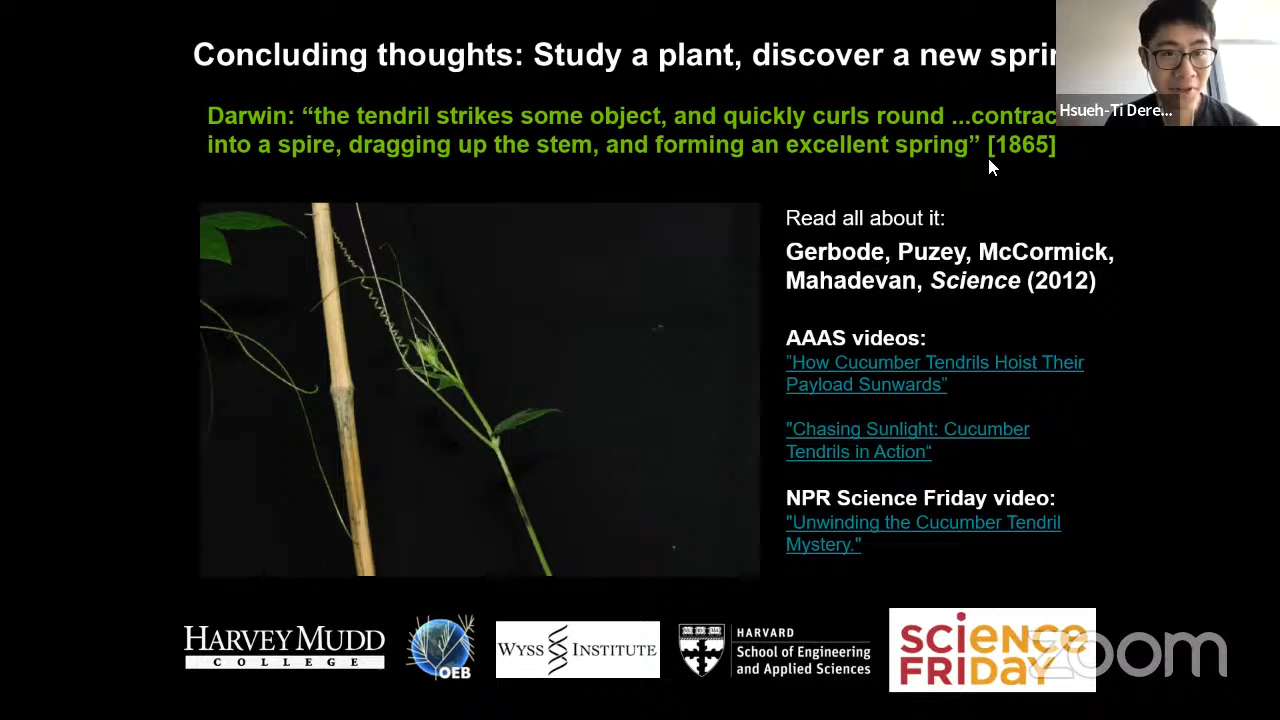 Concluding thoughts: Study a plant, discover a new sprin
Hsueh-Ti Dere...
Darwin: “the tendril strikes some object, and quickly curls round ...contrac
into a spire, dragging up the stem, and forming an excellent spring” [1865]
Read all about it:
Gerbode, Puzey, McCormick,
Mahadevan, Science (2012)
AAAS videos:
"How Cucumber Tendrils Hoist Their
Payload Sunwards"
"Chasing Sunlight: Cucumber
Tendrils in Action“
NPR Science Friday video:
"Unwinding the Cucumber Tendril
Mystery."
HARVEY MUDD
COLLEGE
OEB
WYSS INSTITUTE
HARVARD
School of Engineering
and Applied Sciences
SCIENCE
FRIDAY
zoom